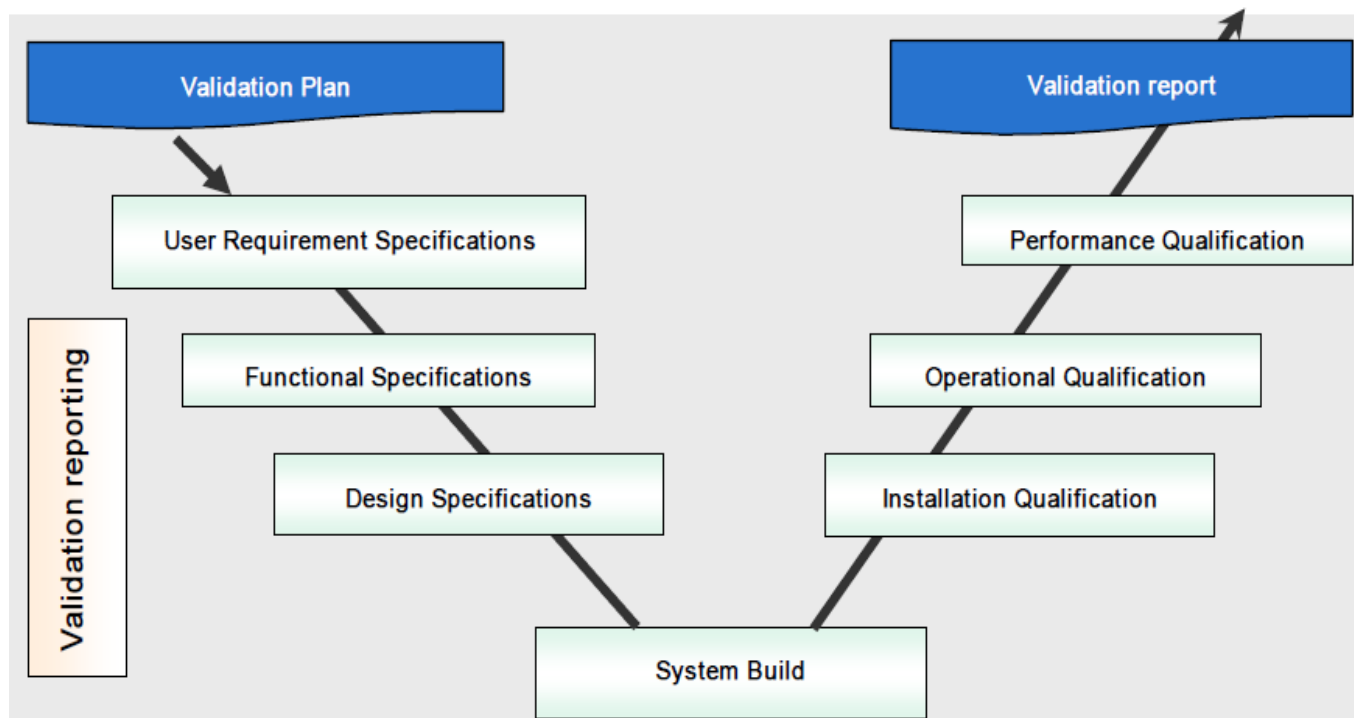 Validation Plan
Validation report
User Requirement Specifications
Performance Qualification
Functional Specifications
Operational Qualification
Validation reporting
Design Specifications
Installation Qualification
System Build